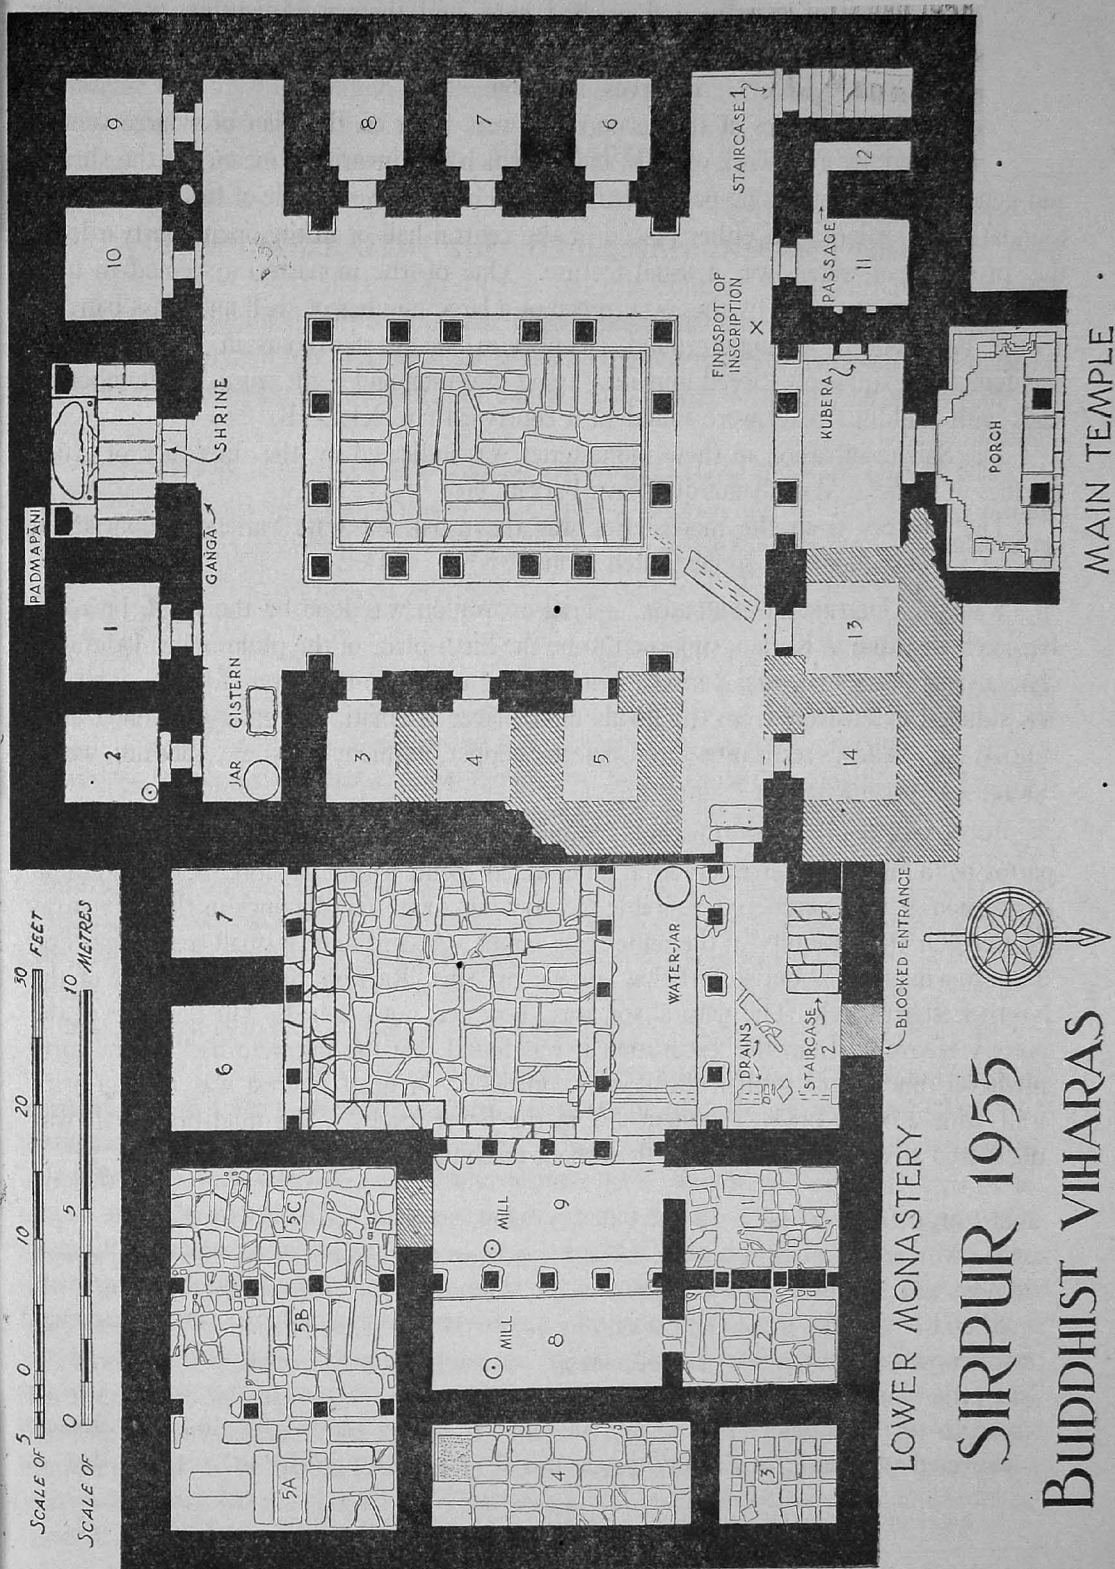 SIRPUR 1955
BUDDHIST VIHARAS
LOWER MONASTERY
MAIN TEMPLE
SCALE OF 5 0 10 20 30 FEET
SCALE OF 0 5 10 METRES
PADMAPĀṆI
SHRINE
GAṄGĀ
1
2
JAR
CISTERN
3
4
5
6
7
8
9
10
11
12
13
14
STAIRCASE 1
PASSAGE
FINDSPOT OF
INSCRIPTION
X
KUBERA
PORCH
5A
5B
5C
6
7
8
9
MILL
MILL
2
3
4
WATER-JAR
DRAINS
STAIRCASE
2
BLOCKED ENTRANCE